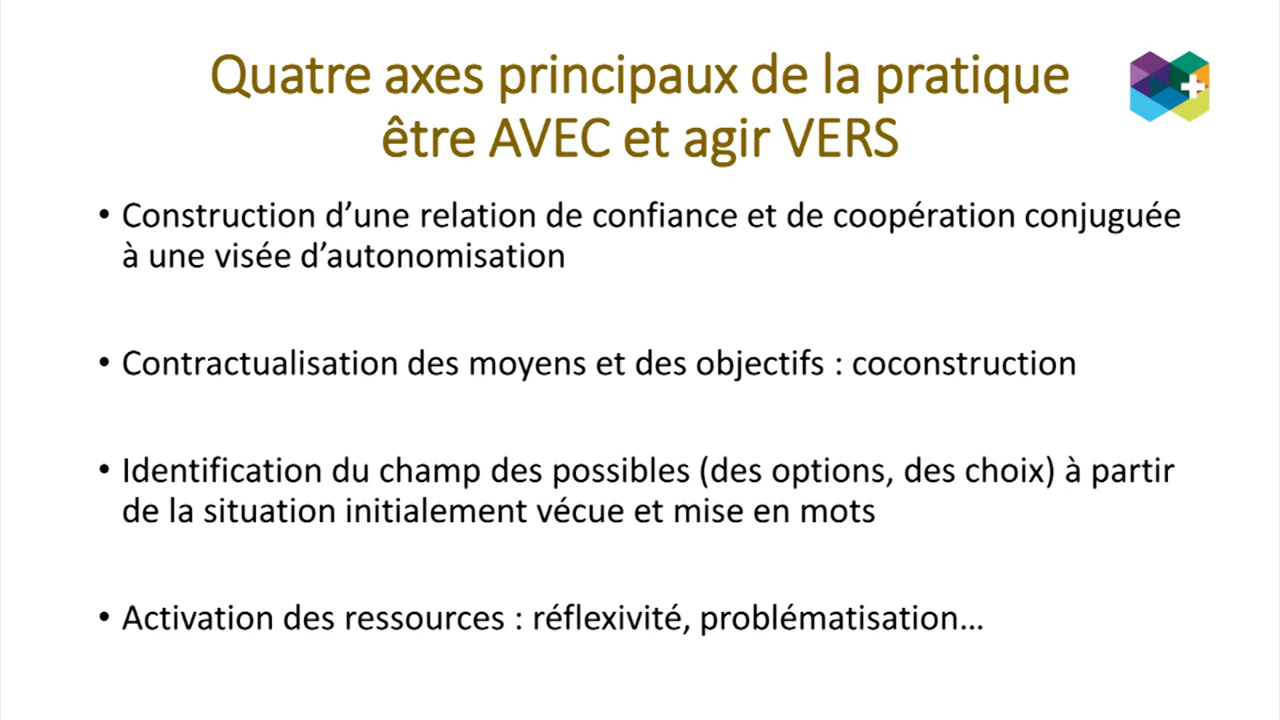 Quatre axes principaux de la pratique
être AVEC et agir VERS
• Construction d’une relation de confiance et de coopération conjuguée
à une visée d’autonomisation
• Contractualisation des moyens et des objectifs : coconstruction
• Identification du champ des possibles (des options, des choix) à partir
de la situation initialement vécue et mise en mots
• Activation des ressources : réflexivité, problématisation…